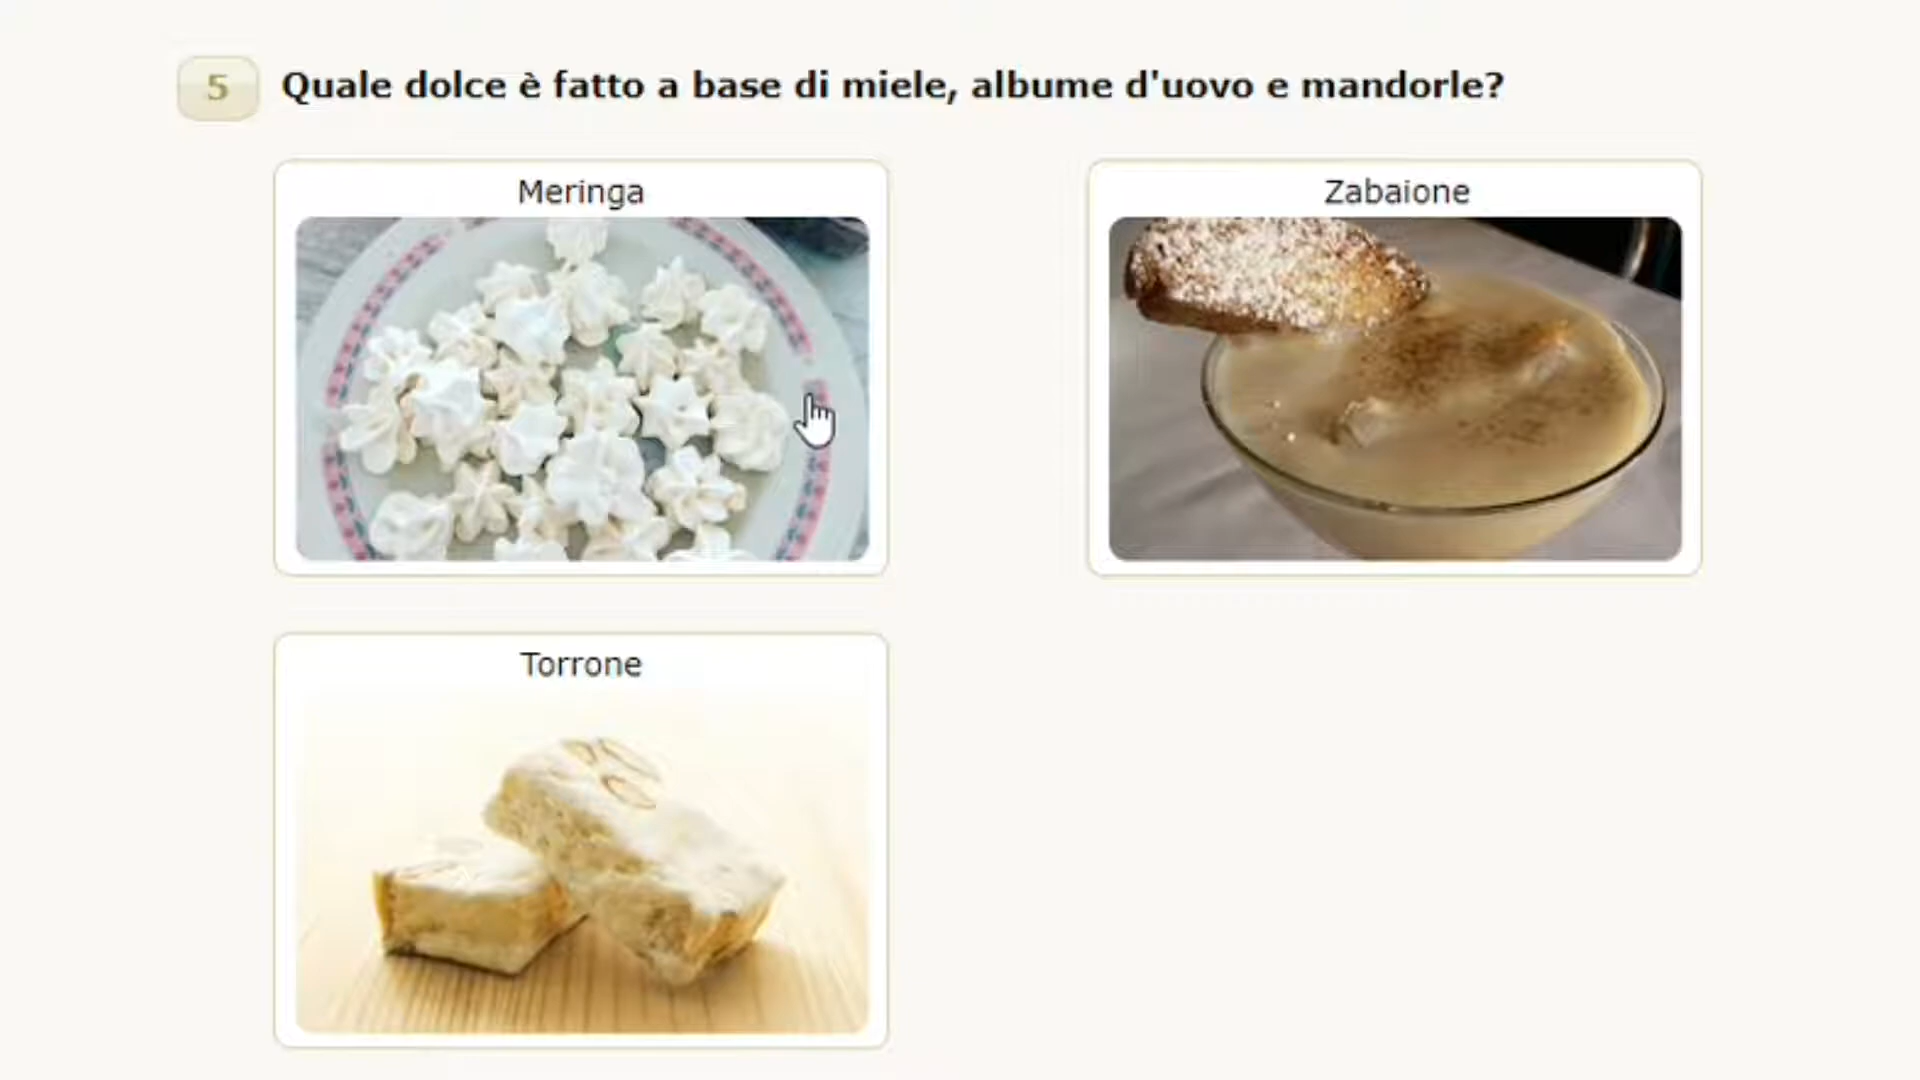 5 Quale dolce è fatto a base di miele, albume d'uovo e mandorle?
Meringa
Zabaione
Torrone